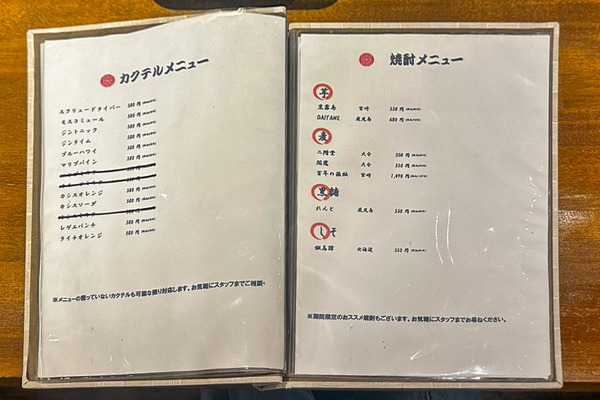 カクテルメニュー
スクリュードライバー 580 円
モスコミュール 580 円
ジントニック 580 円
ジンライム 580 円
ブルーハワイ 580 円
マリブパイン 580 円
カシスオレンジ 580 円
カシスソーダ 580 円
レゲエパンチ 580 円
ライチオレンジ 580 円
※メニューの載っていないカクテルも可能な限り対応します。お気軽にスタッフまでご相談。
焼酎メニュー
芋
黒霧島 宮崎 550 円
DAIYAME 鹿児島 680 円
麦
二階堂 大分 550 円
閻魔 大分 550 円
百年の孤独 宮崎 1,490 円
黒糖
れんと 鹿児島 550 円
しそ
鍛高譚 北海道 550 円
※期間限定のおススメ焼酎もございます。お気軽にスタッフまでお尋ねください。